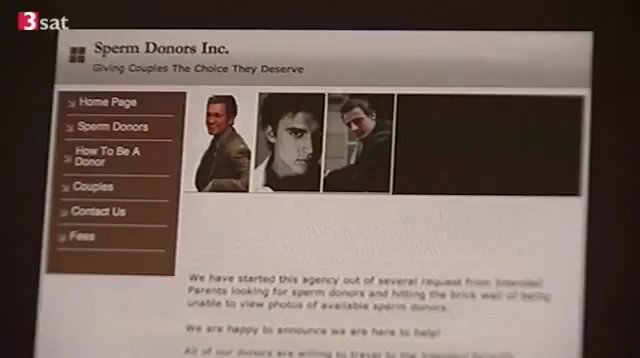 3sat
Sperm Donors Inc.
Giving Couples The Choice They Deserve
Home Page
Sperm Donors
How To Be A
Donor
Couples
Contact Us
Fees
We have started this agency out of several request from Intended
Parents looking for sperm donors and hitting the brick wall of being
unable to view photos of available sperm donors.
We are happy to announce we are here to help!
All of our donors are willing to travel to the Intended